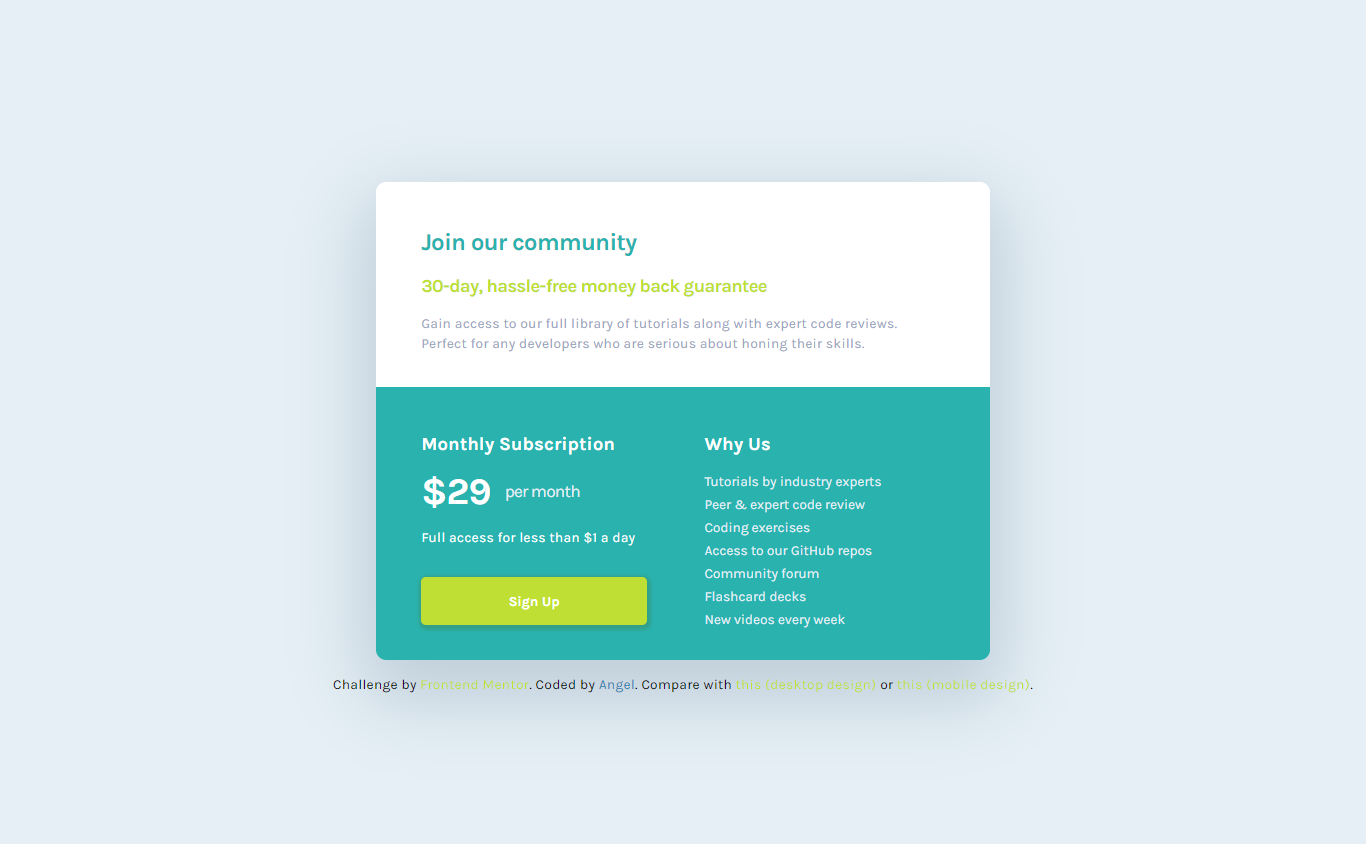 Join our community
30-day, hassle-free money back guarantee
Gain access to our full library of tutorials along with expert code reviews.
Perfect for any developers who are serious about honing their skills.
Monthly Subscription
$29 per month
Full access for less than $1 a day
Sign Up
Why Us
Tutorials by industry experts
Peer & expert code review
Coding exercises
Access to our GitHub repos
Community forum
Flashcard decks
New videos every week
Challenge by Frontend Mentor. Coded by Angel. Compare with this (desktop design) or this (mobile design).